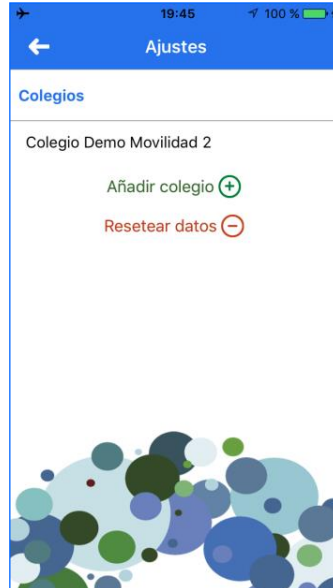 19:45
100 %
Ajustes
Colegios
Colegio Demo Movilidad 2
Añadir colegio
Resetear datos